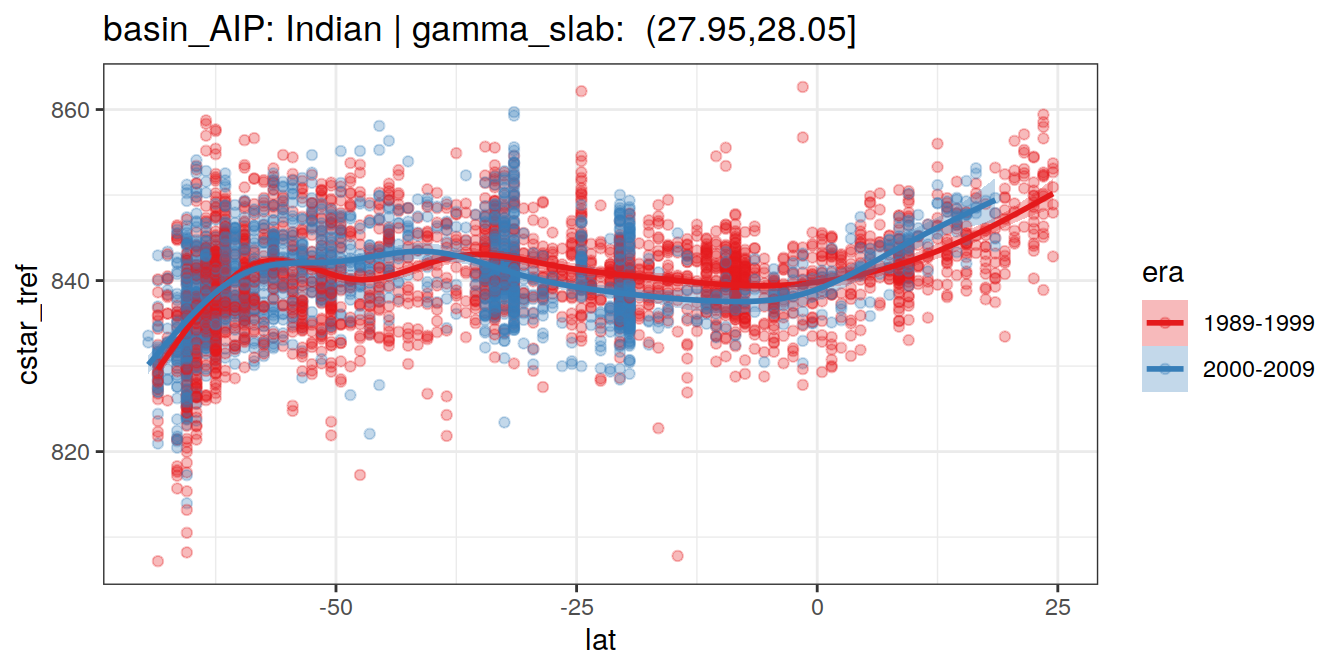 basin_AIP: Indian | gamma_slab:  (27.95,28.05]
860
840
820
cstar_tref
-50
-25
0
25
lat
era
1989-1999
2000-2009